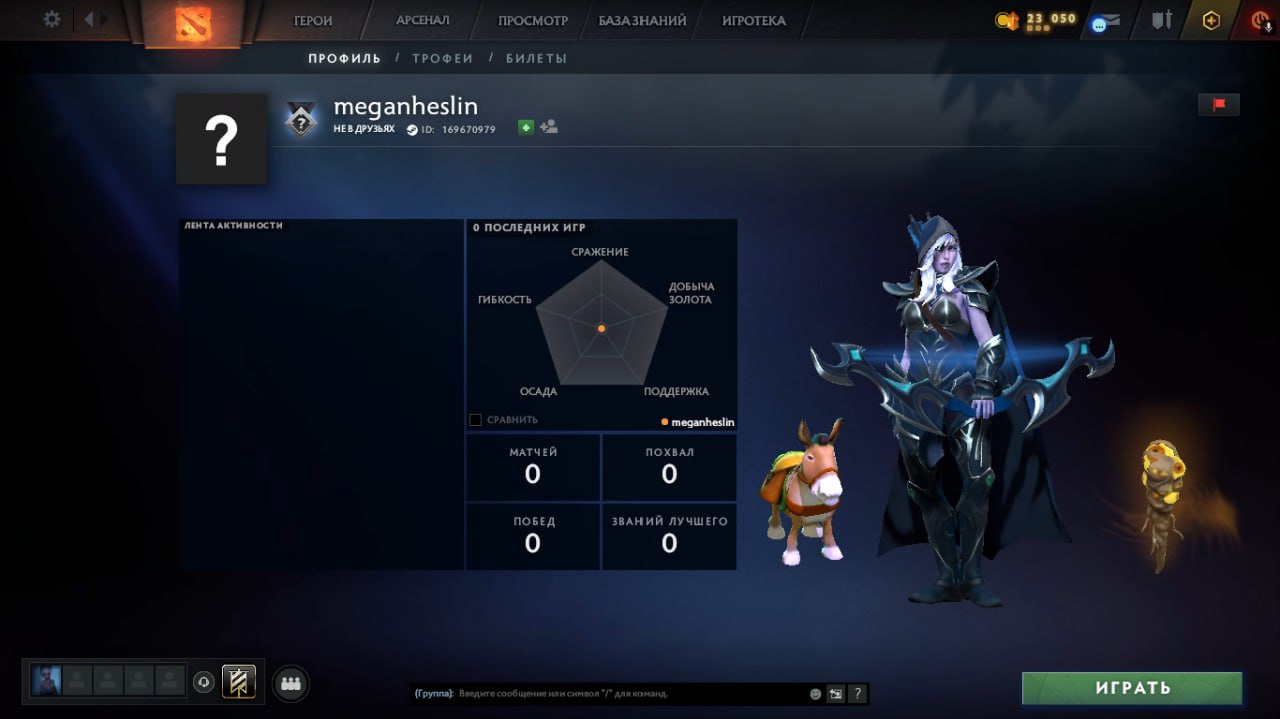 ГЕРОИ АРСЕНАЛ ПРОСМОТР БАЗА ЗНАНИЙ ИГРОТЕКА 23 050
ПРОФИЛЬ / ТРОФЕИ / БИЛЕТЫ
?
?
meganheslin
НЕ В ДРУЗЬЯХ ID: 169670979
ЛЕНТА АКТИВНОСТИ
0 ПОСЛЕДНИХ ИГР
СРАЖЕНИЕ
ДОБЫЧА
ЗОЛОТА
ГИБКОСТЬ
ОСАДА
ПОДДЕРЖКА
СРАВНИТЬ
meganheslin
МАТЧЕЙ
0
ПОХВАЛ
0
ПОБЕД
0
ЗВАНИЙ ЛУЧШЕГО
0
(Группа): Введите сообщение или символ "/" для команд.
?
ИГРАТЬ